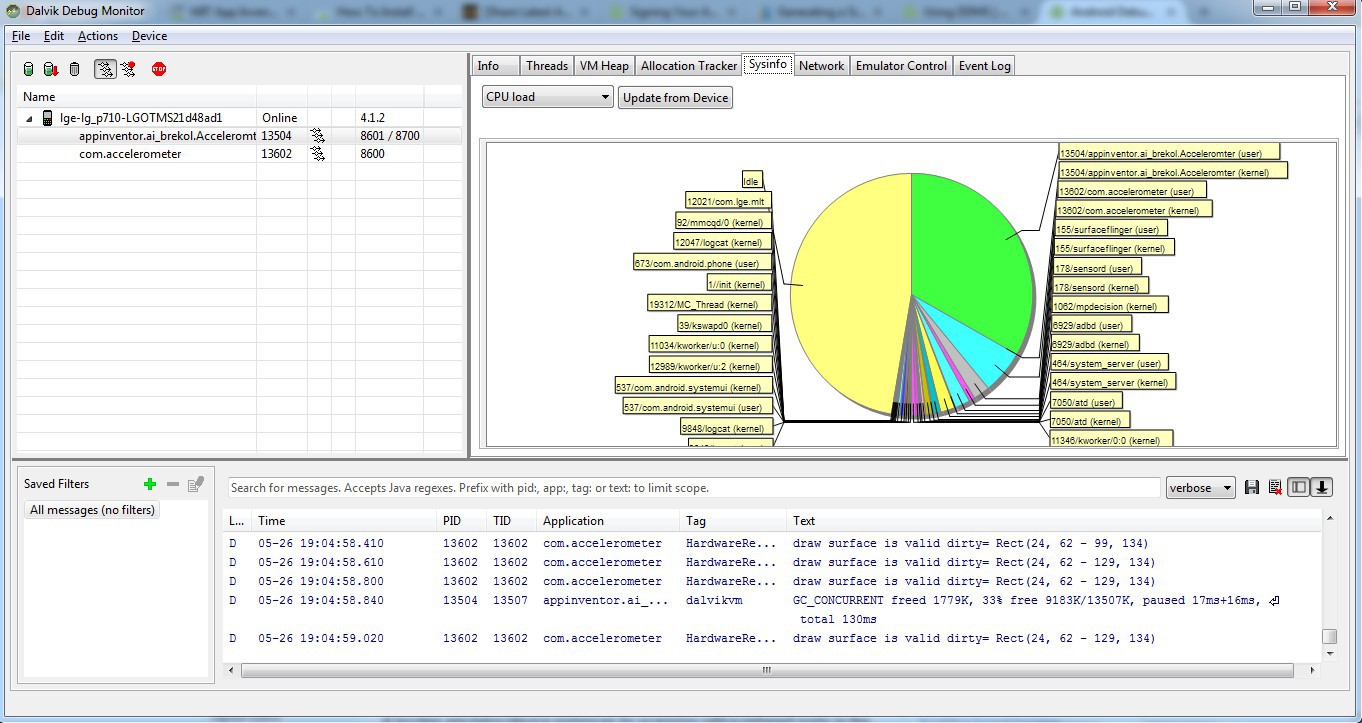 Dalvik Debug Monitor
File Edit Actions Device
STOP
Name
lge-lg_p710-LGOTMS21d48ad1 Online 4.1.2
appinventor.ai_brekol.Acceleromt 13504 8601 / 8700
com.accelerometer 13602 8600
Info Threads VM Heap Allocation Tracker Sysinfo Network Emulator Control Event Log
CPU load Update from Device
Idle
12021/com.lge.mlt
92/mmcqd/0 (kernel)
12047/logcat (kernel)
673/com.android.phone (user)
1//init (kernel)
19312/MC_Thread (kernel)
39/kswapd0 (kernel)
11034/kworker/u:0 (kernel)
12989/kworker/u:2 (kernel)
537/com.android.systemui (kernel)
537/com.android.systemui (user)
9848/logcat (kernel)
13504/appinventor.ai_brekol.Acceleromter (user)
13504/appinventor.ai_brekol.Acceleromter (kernel)
13602/com.accelerometer (user)
13602/com.accelerometer (kernel)
155/surfaceflinger (user)
155/surfaceflinger (kernel)
178/sensord (user)
178/sensord (kernel)
1062/mpdecision (kernel)
6929/adbd (user)
6929/adbd (kernel)
464/system_server (user)
464/system_server (kernel)
7050/atd (user)
7050/atd (kernel)
11346/kworker/0:0 (kernel)
Saved Filters
All messages (no filters)
Search for messages. Accepts Java regexes. Prefix with pid:, app:, tag: or text: to limit scope.
verbose
L... Time PID TID Application Tag Text
D 05-26 19:04:58.410 13602 13602 com.accelerometer HardwareRe... draw surface is valid dirty= Rect(24, 62 - 99, 134)
D 05-26 19:04:58.610 13602 13602 com.accelerometer HardwareRe... draw surface is valid dirty= Rect(24, 62 - 129, 134)
D 05-26 19:04:58.800 13602 13602 com.accelerometer HardwareRe... draw surface is valid dirty= Rect(24, 62 - 129, 134)
D 05-26 19:04:58.840 13504 13507 appinventor.ai_... dalvikvm GC_CONCURRENT freed 1779K, 33% free 9183K/13507K, paused 17ms+16ms,
total 130ms
D 05-26 19:04:59.020 13602 13602 com.accelerometer HardwareRe... draw surface is valid dirty= Rect(24, 62 - 129, 134)